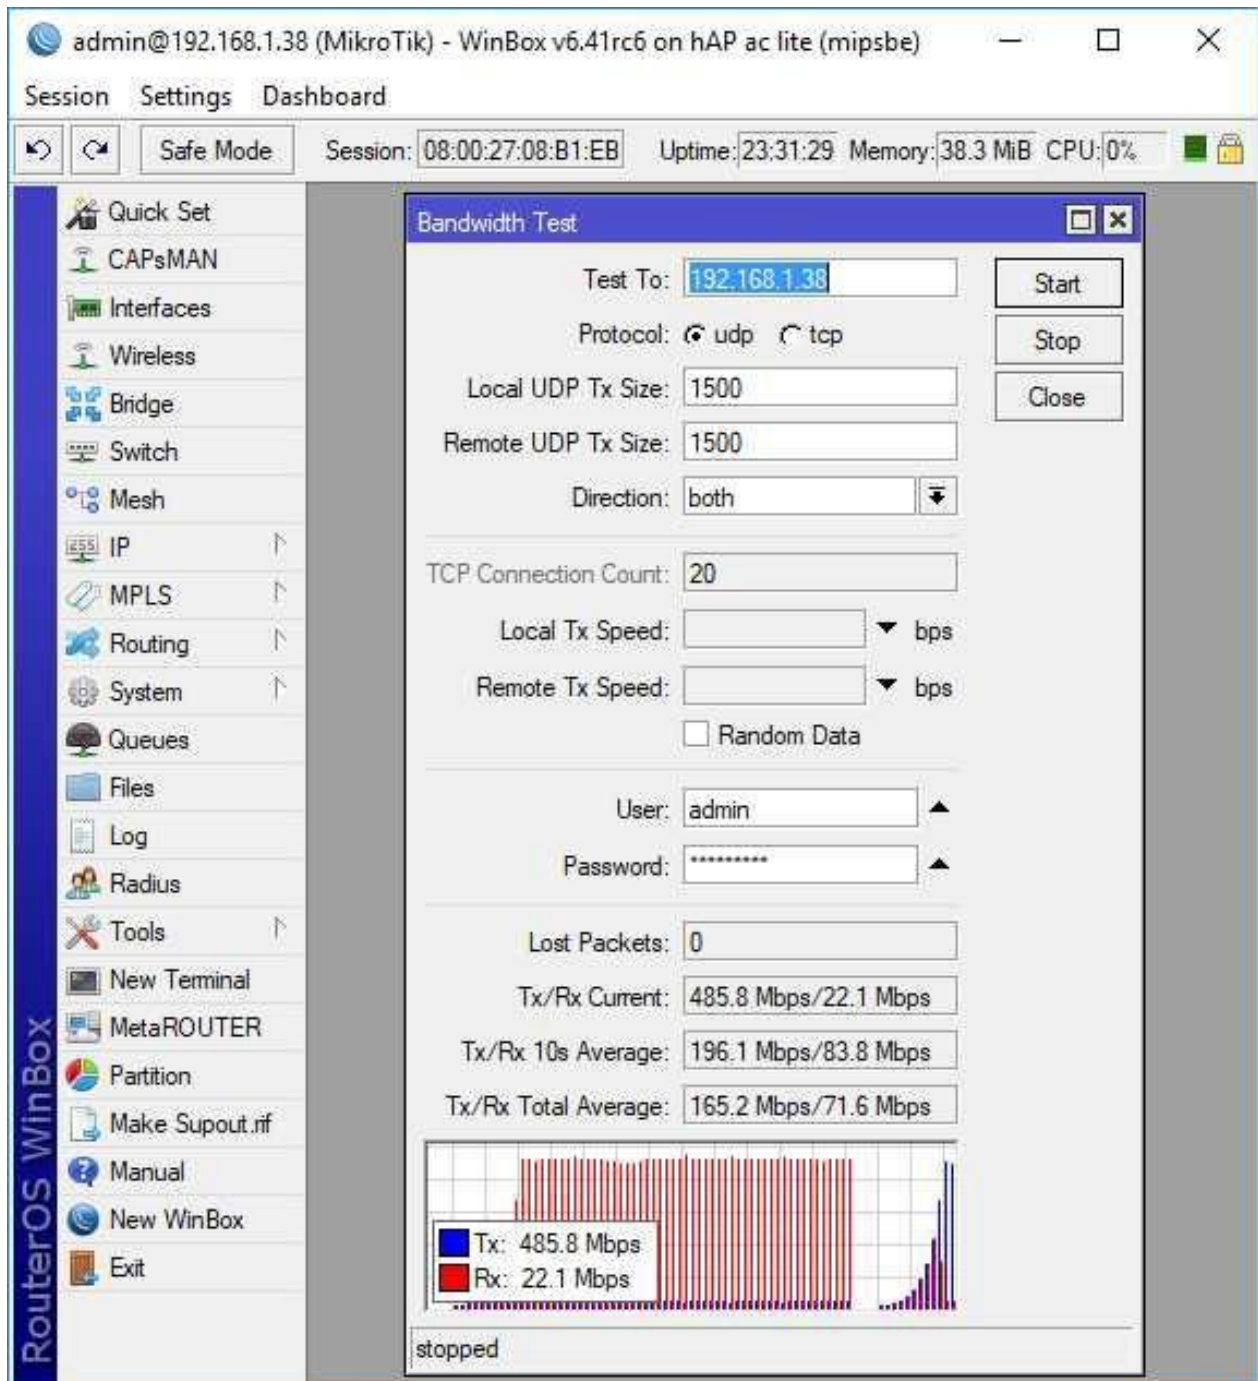 admin@192.168.1.38 (MikroTik) - WinBox v6.41rc6 on hAP ac lite (mipsbe)
Session Settings Dashboard
Safe Mode Session: 08:00:27:08:B1:EB Uptime: 23:31:29 Memory: 38.3 MiB CPU: 0%
RouterOS WinBox
Quick Set
CAPsMAN
Interfaces
Wireless
Bridge
Switch
Mesh
255 IP
MPLS
Routing
System
Queues
Files
Log
Radius
Tools
New Terminal
MetaROUTER
Partition
Make Supout.rif
Manual
New WinBox
Exit
Bandwidth Test
Test To: 192.168.1.38
Protocol: udp tcp
Local UDP Tx Size: 1500
Remote UDP Tx Size: 1500
Direction: both
TCP Connection Count: 20
Local Tx Speed: bps
Remote Tx Speed: bps
Random Data
User: admin
Password: *********
Lost Packets: 0
Tx/Rx Current: 485.8 Mbps/22.1 Mbps
Tx/Rx 10s Average: 196.1 Mbps/83.8 Mbps
Tx/Rx Total Average: 165.2 Mbps/71.6 Mbps
Tx: 485.8 Mbps
Rx: 22.1 Mbps
stopped
Start
Stop
Close